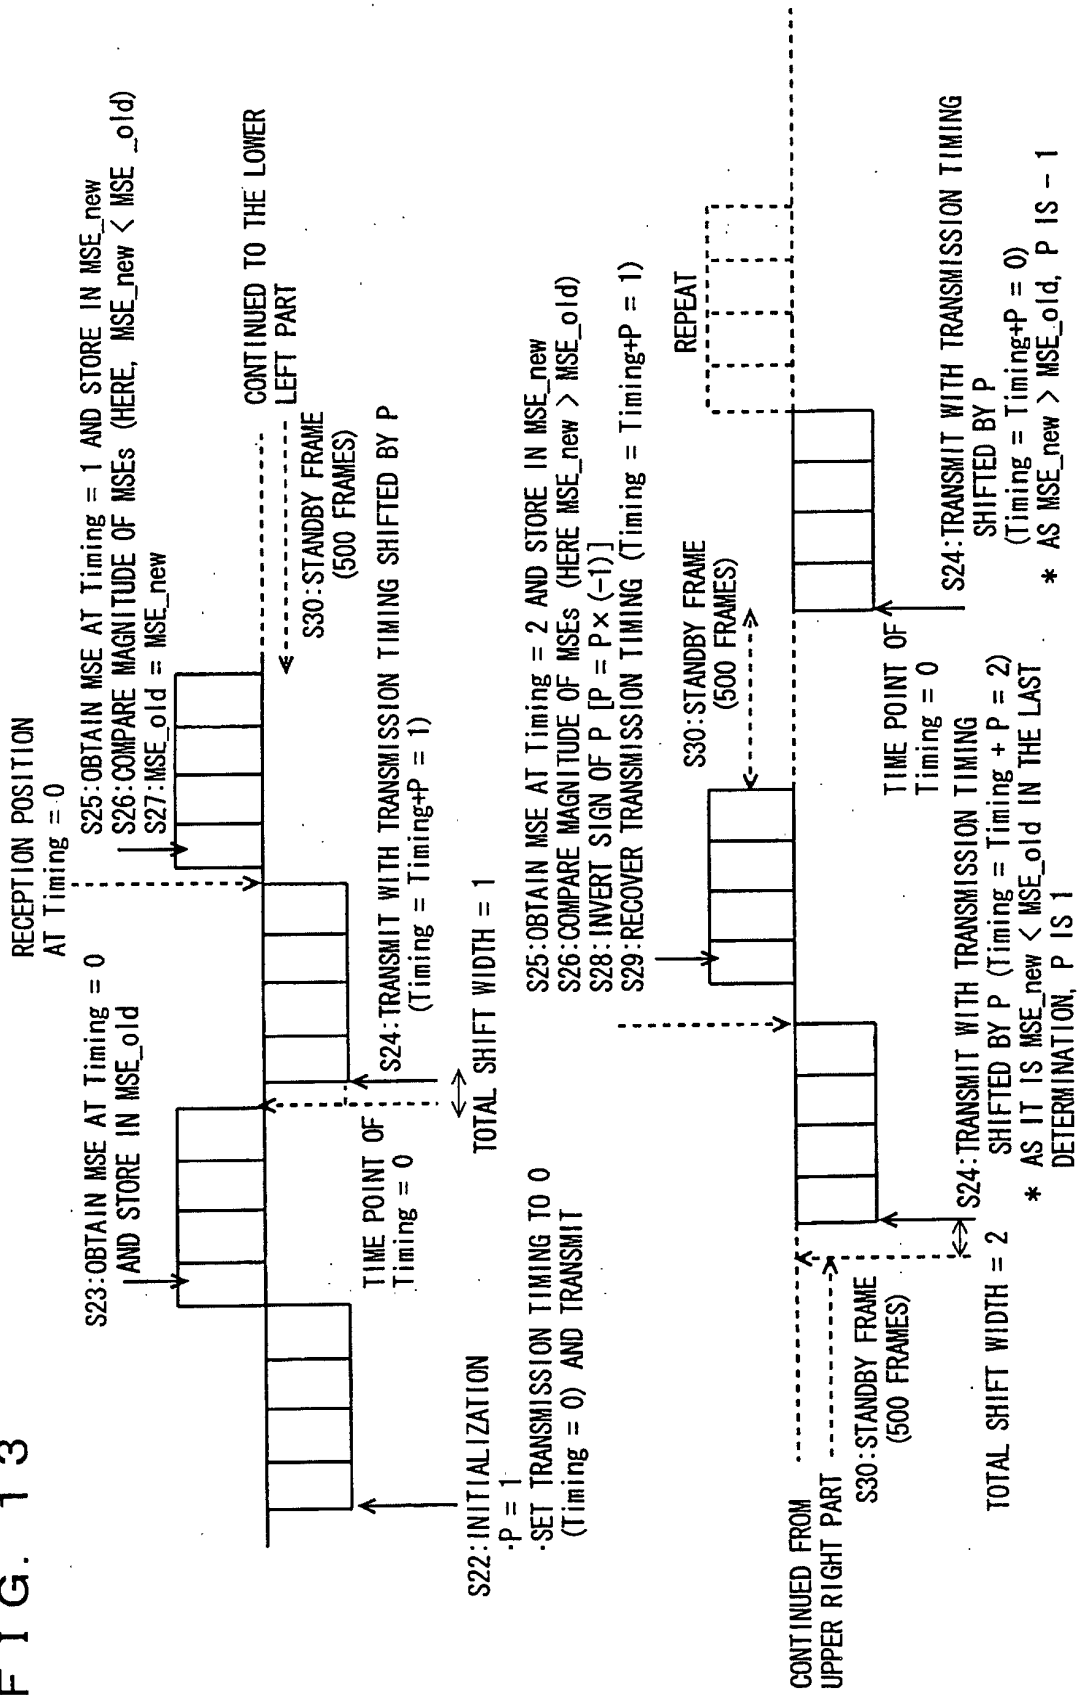 FIG. 13
RECEPTION POSITION
AT Timing = 0
S23:OBTAIN MSE AT Timing = 0
AND STORE IN MSE_old
S25:OBTAIN MSE AT Timing = 1 AND STORE IN MSE_new
S26:COMPARE MAGNITUDE OF MSEs (HERE, MSE_new < MSE _old)
S27:MSE_old = MSE_new
CONTINUED TO THE LOWER
LEFT PART
S30:STANDBY FRAME
(500 FRAMES)
TIME POINT OF
Timing = 0
S24:TRANSMIT WITH TRANSMISSION TIMING SHIFTED BY P
(Timing = Timing+P = 1)
TOTAL SHIFT WIDTH = 1
S22:INITIALIZATION
·P = 1
·SET TRANSMISSION TIMING TO 0
(Timing = 0) AND TRANSMIT
S25:OBTAIN MSE AT Timing = 2 AND STORE IN MSE_new
S26:COMPARE MAGNITUDE OF MSEs (HERE MSE_new > MSE_old)
S28:INVERT SIGN OF P [P = P×(-1)]
S29:RECOVER TRANSMISSION TIMING (Timing = Timing+P = 1)
S30:STANDBY FRAME
(500 FRAMES)
REPEAT
CONTINUED FROM
UPPER RIGHT PART
S30:STANDBY FRAME
(500 FRAMES)
TOTAL SHIFT WIDTH = 2
S24:TRANSMIT WITH TRANSMISSION TIMING
SHIFTED BY P (Timing = Timing + P = 2)
* AS IT IS MSE_new < MSE_old IN THE LAST
DETERMINATION, P IS 1
TIME POINT OF
Timing = 0
S24:TRANSMIT WITH TRANSMISSION TIMING
SHIFTED BY P
(Timing = Timing+P = 0)
* AS MSE_new > MSE_old, P IS - 1